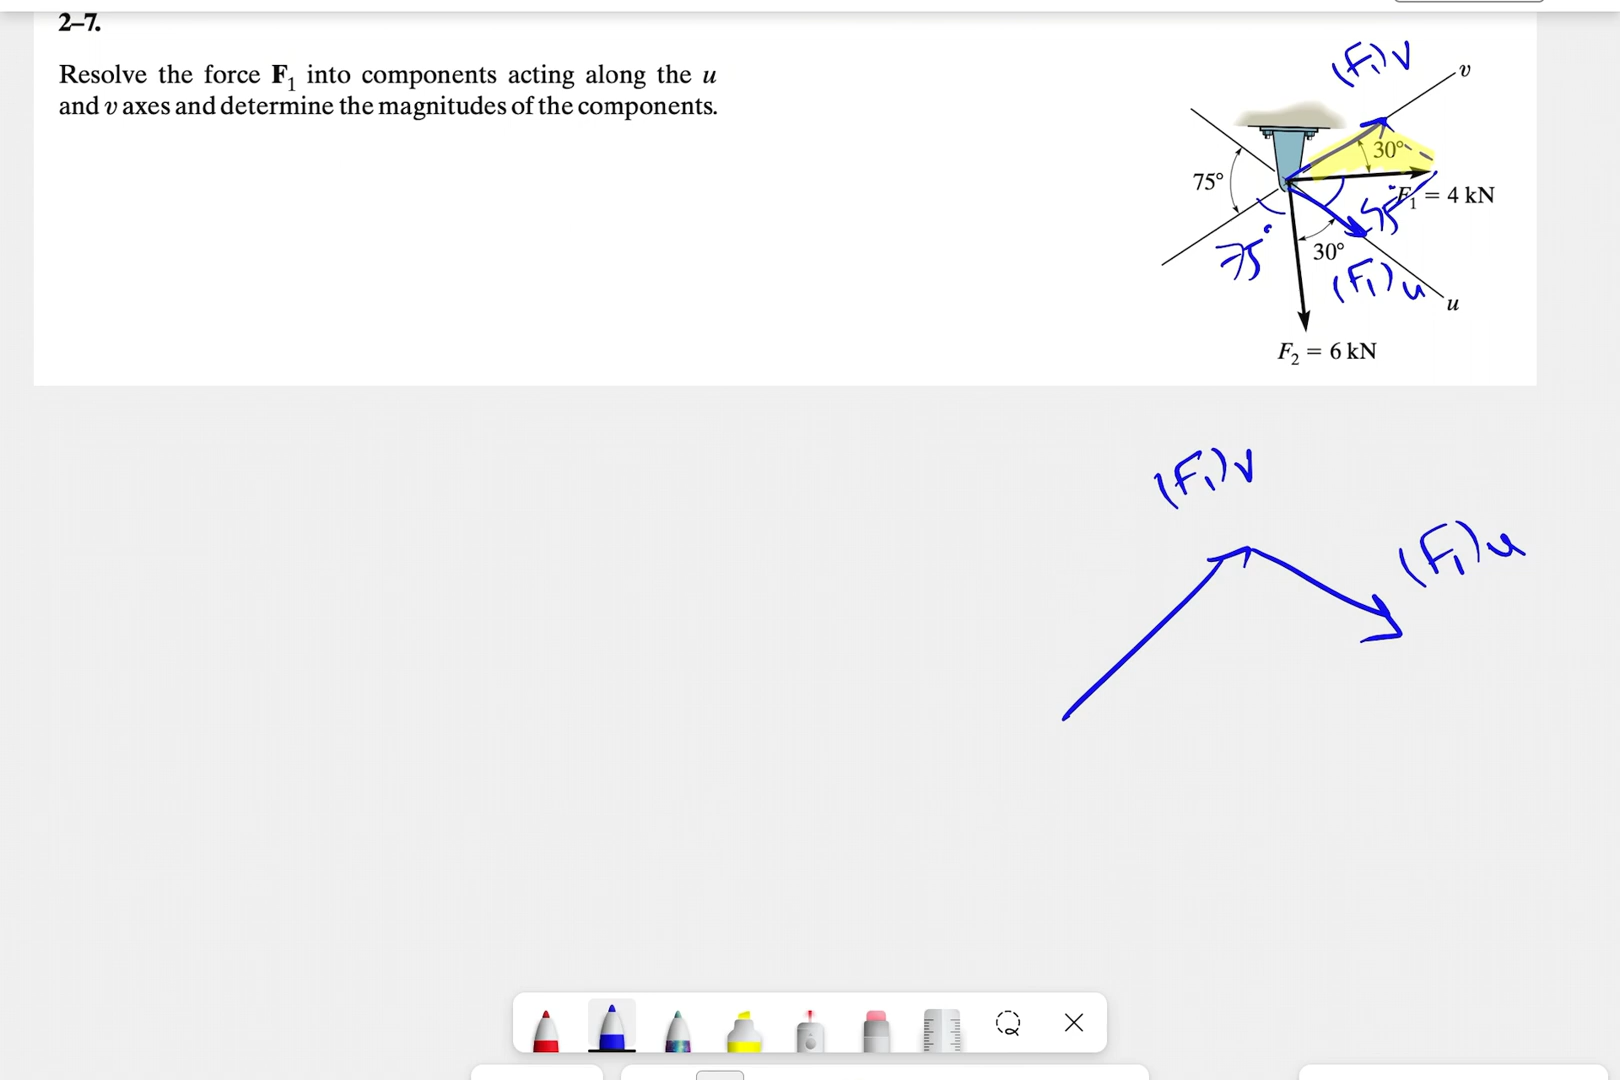 2–7.
Resolve the force F₁ into components acting along the u
and v axes and determine the magnitudes of the components.
(F₁)v
v
30°
75°
F₁ = 4 kN
45°
75°
30°
(F₁)u
u
F₂ = 6 kN
(F₁)v
(F₁)u